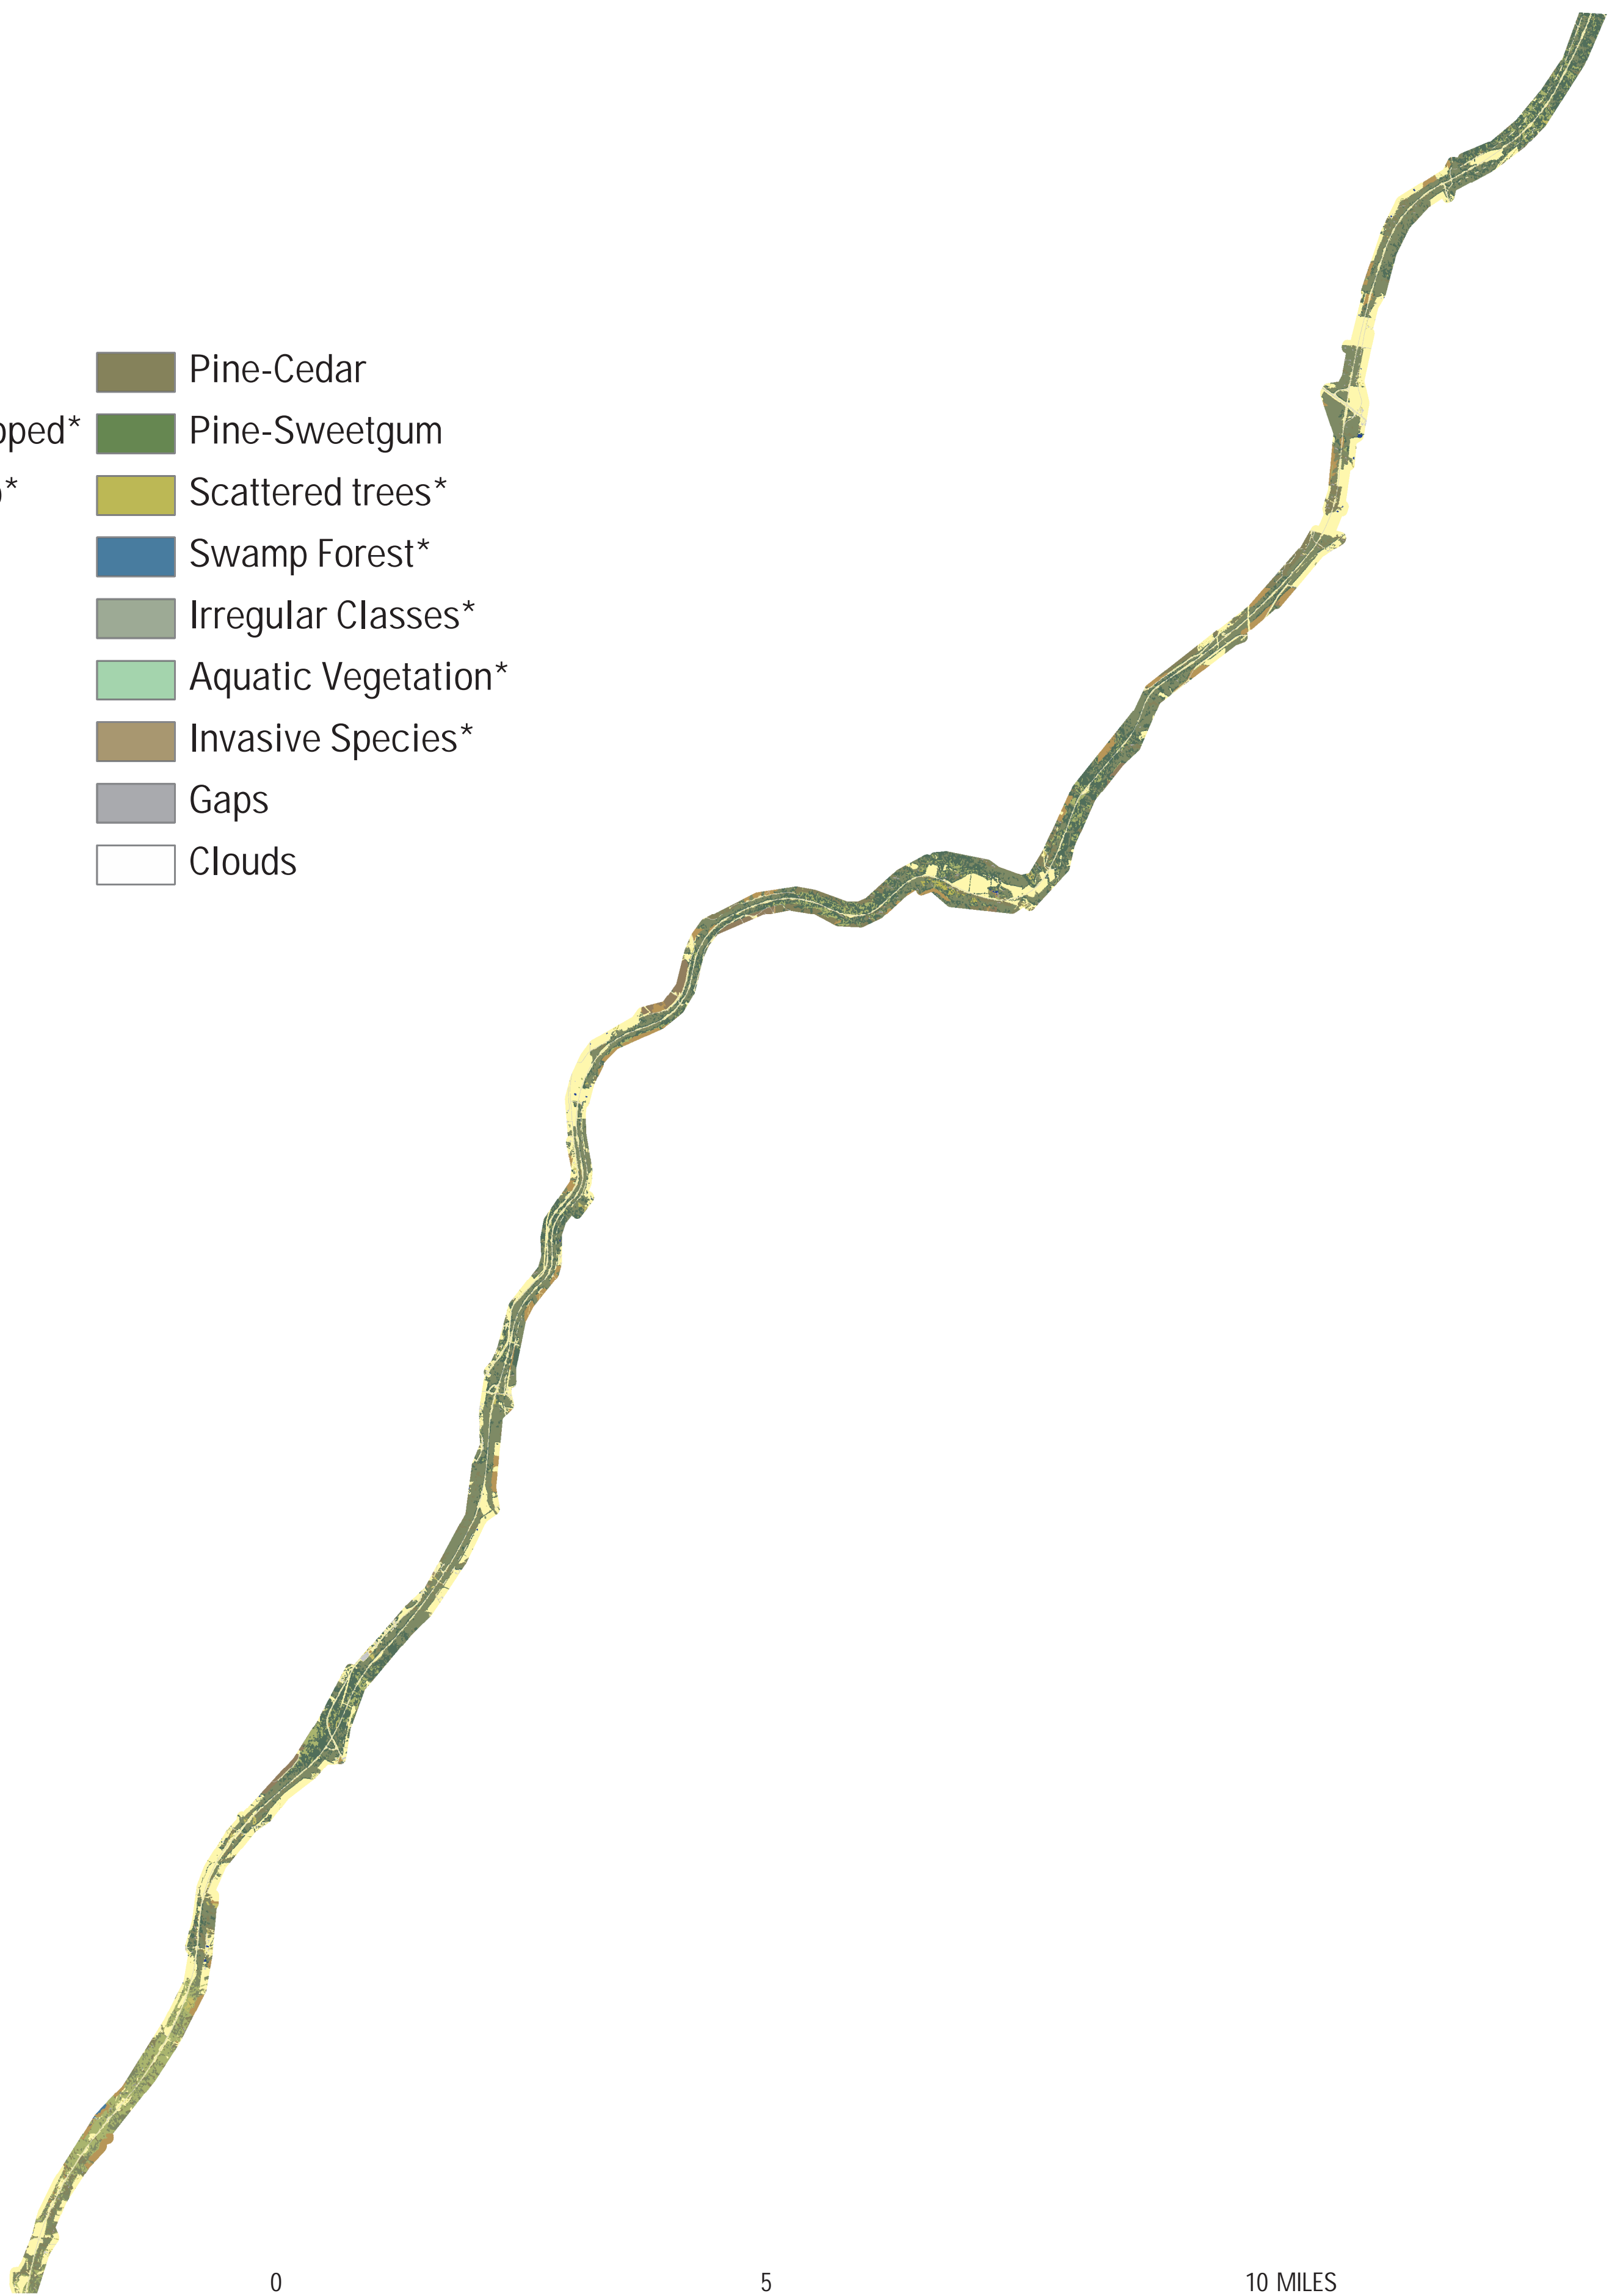 Pine-Cedar
pped* Pine-Sweetgum
* Scattered trees*
Swamp Forest*
Irregular Classes*
Aquatic Vegetation*
Invasive Species*
Gaps
Clouds
0 5 10 MILES